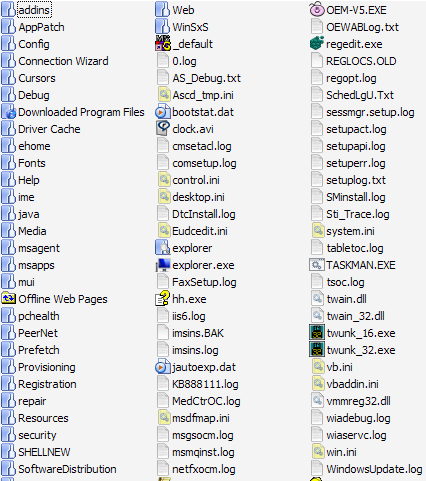 addins
AppPatch
Config
Connection Wizard
Cursors
Debug
Downloaded Program Files
Driver Cache
ehome
Fonts
Help
ime
java
Media
msagent
msapps
mui
Offline Web Pages
pchealth
PeerNet
Prefetch
Provisioning
Registration
repair
Resources
security
SHELLNEW
SoftwareDistribution
Web
WinSxS
_default
0.log
AS_Debug.txt
Ascd_tmp.ini
bootstat.dat
clock.avi
cmsetacl.log
comsetup.log
control.ini
desktop.ini
DtcInstall.log
Eudcedit.ini
explorer
explorer.exe
FaxSetup.log
hh.exe
iis6.log
imsins.BAK
imsins.log
jautoexp.dat
KB888111.log
MedCtrOC.log
msdfmap.ini
msgsocm.log
msmqinst.log
netfxocm.log
OEM-V5.EXE
OEWABLog.txt
regedit.exe
REGLOCS.OLD
regopt.log
SchedLgU.Txt
sessmgr.setup.log
setupact.log
setupapi.log
setuperr.log
setuplog.txt
SMinstall.log
Sti_Trace.log
system.ini
tabletoc.log
TASKMAN.EXE
tsoc.log
twain.dll
twain_32.dll
twunk_16.exe
twunk_32.exe
vb.ini
vbaddin.ini
vmmreg32.dll
wiadebug.log
wiaservc.log
win.ini
WindowsUpdate.log